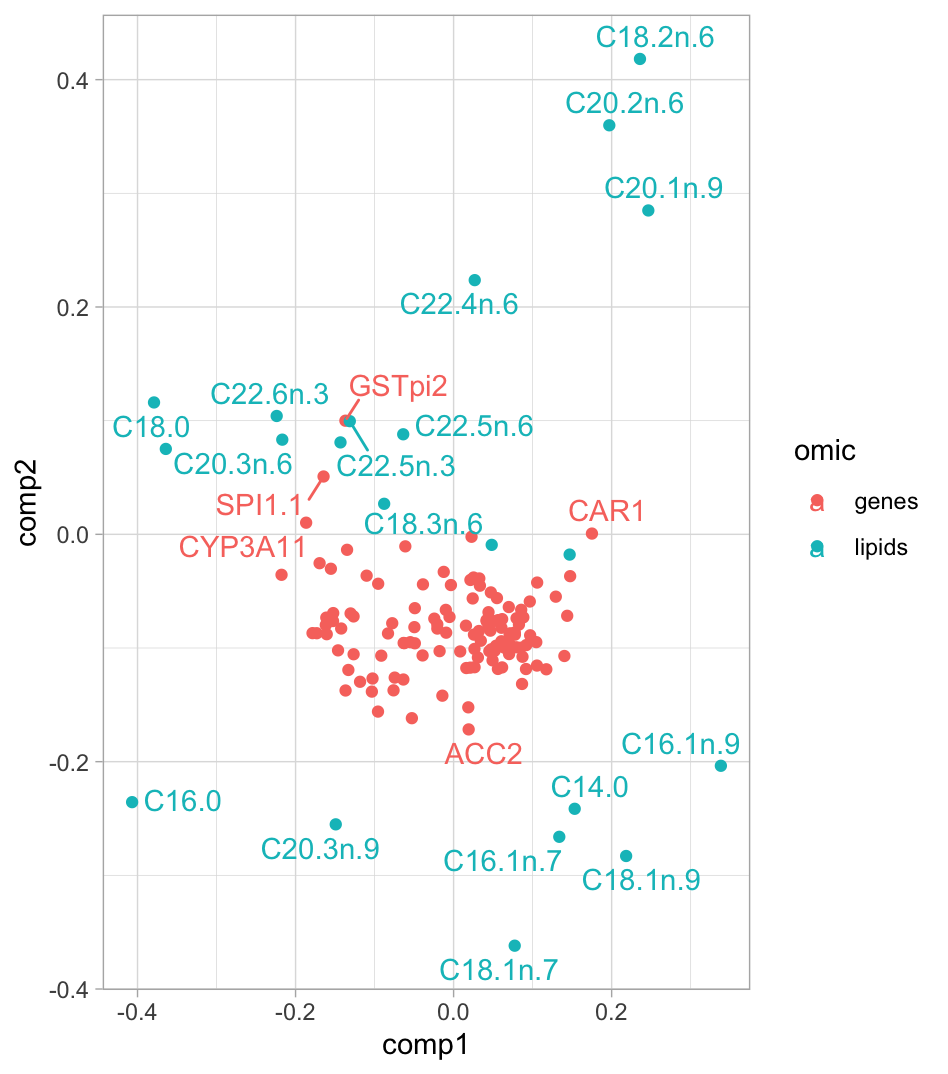 C18.2n.6
0.4
C20.2n.6
C20.1n.9
C22.4n.6
0.2
GSTpi2
C22.6n.3
C18.0
C22.5n.6
C20.3n.6
C22.5n.3
SPI1.1
CAR1
C18.3n.6
0.0
CYP3A11
comp2
omic
a genes
a lipids
ACC2
C16.1n.9
-0.2
C14.0
C16.0
C20.3n.9
C16.1n.7
C18.1n.9
C18.1n.7
-0.4
-0.4 -0.2 0.0 0.2
comp1